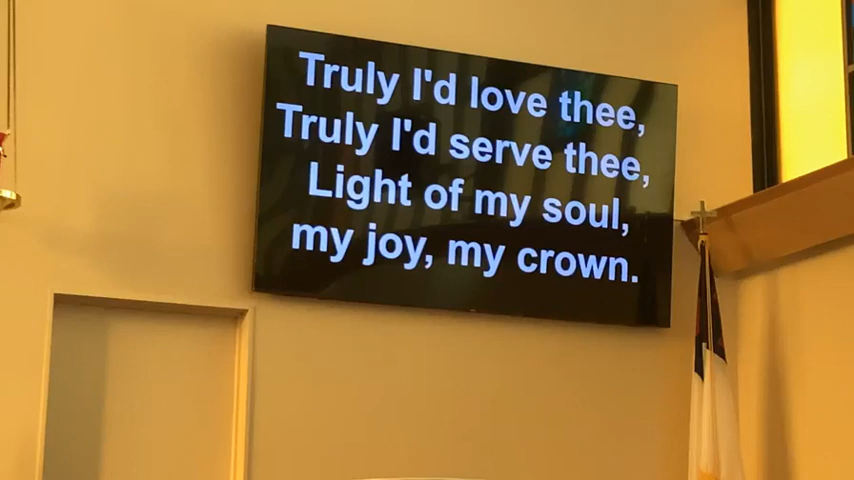 Truly I'd love thee,
Truly I'd serve thee,
Light of my soul,
my joy, my crown.